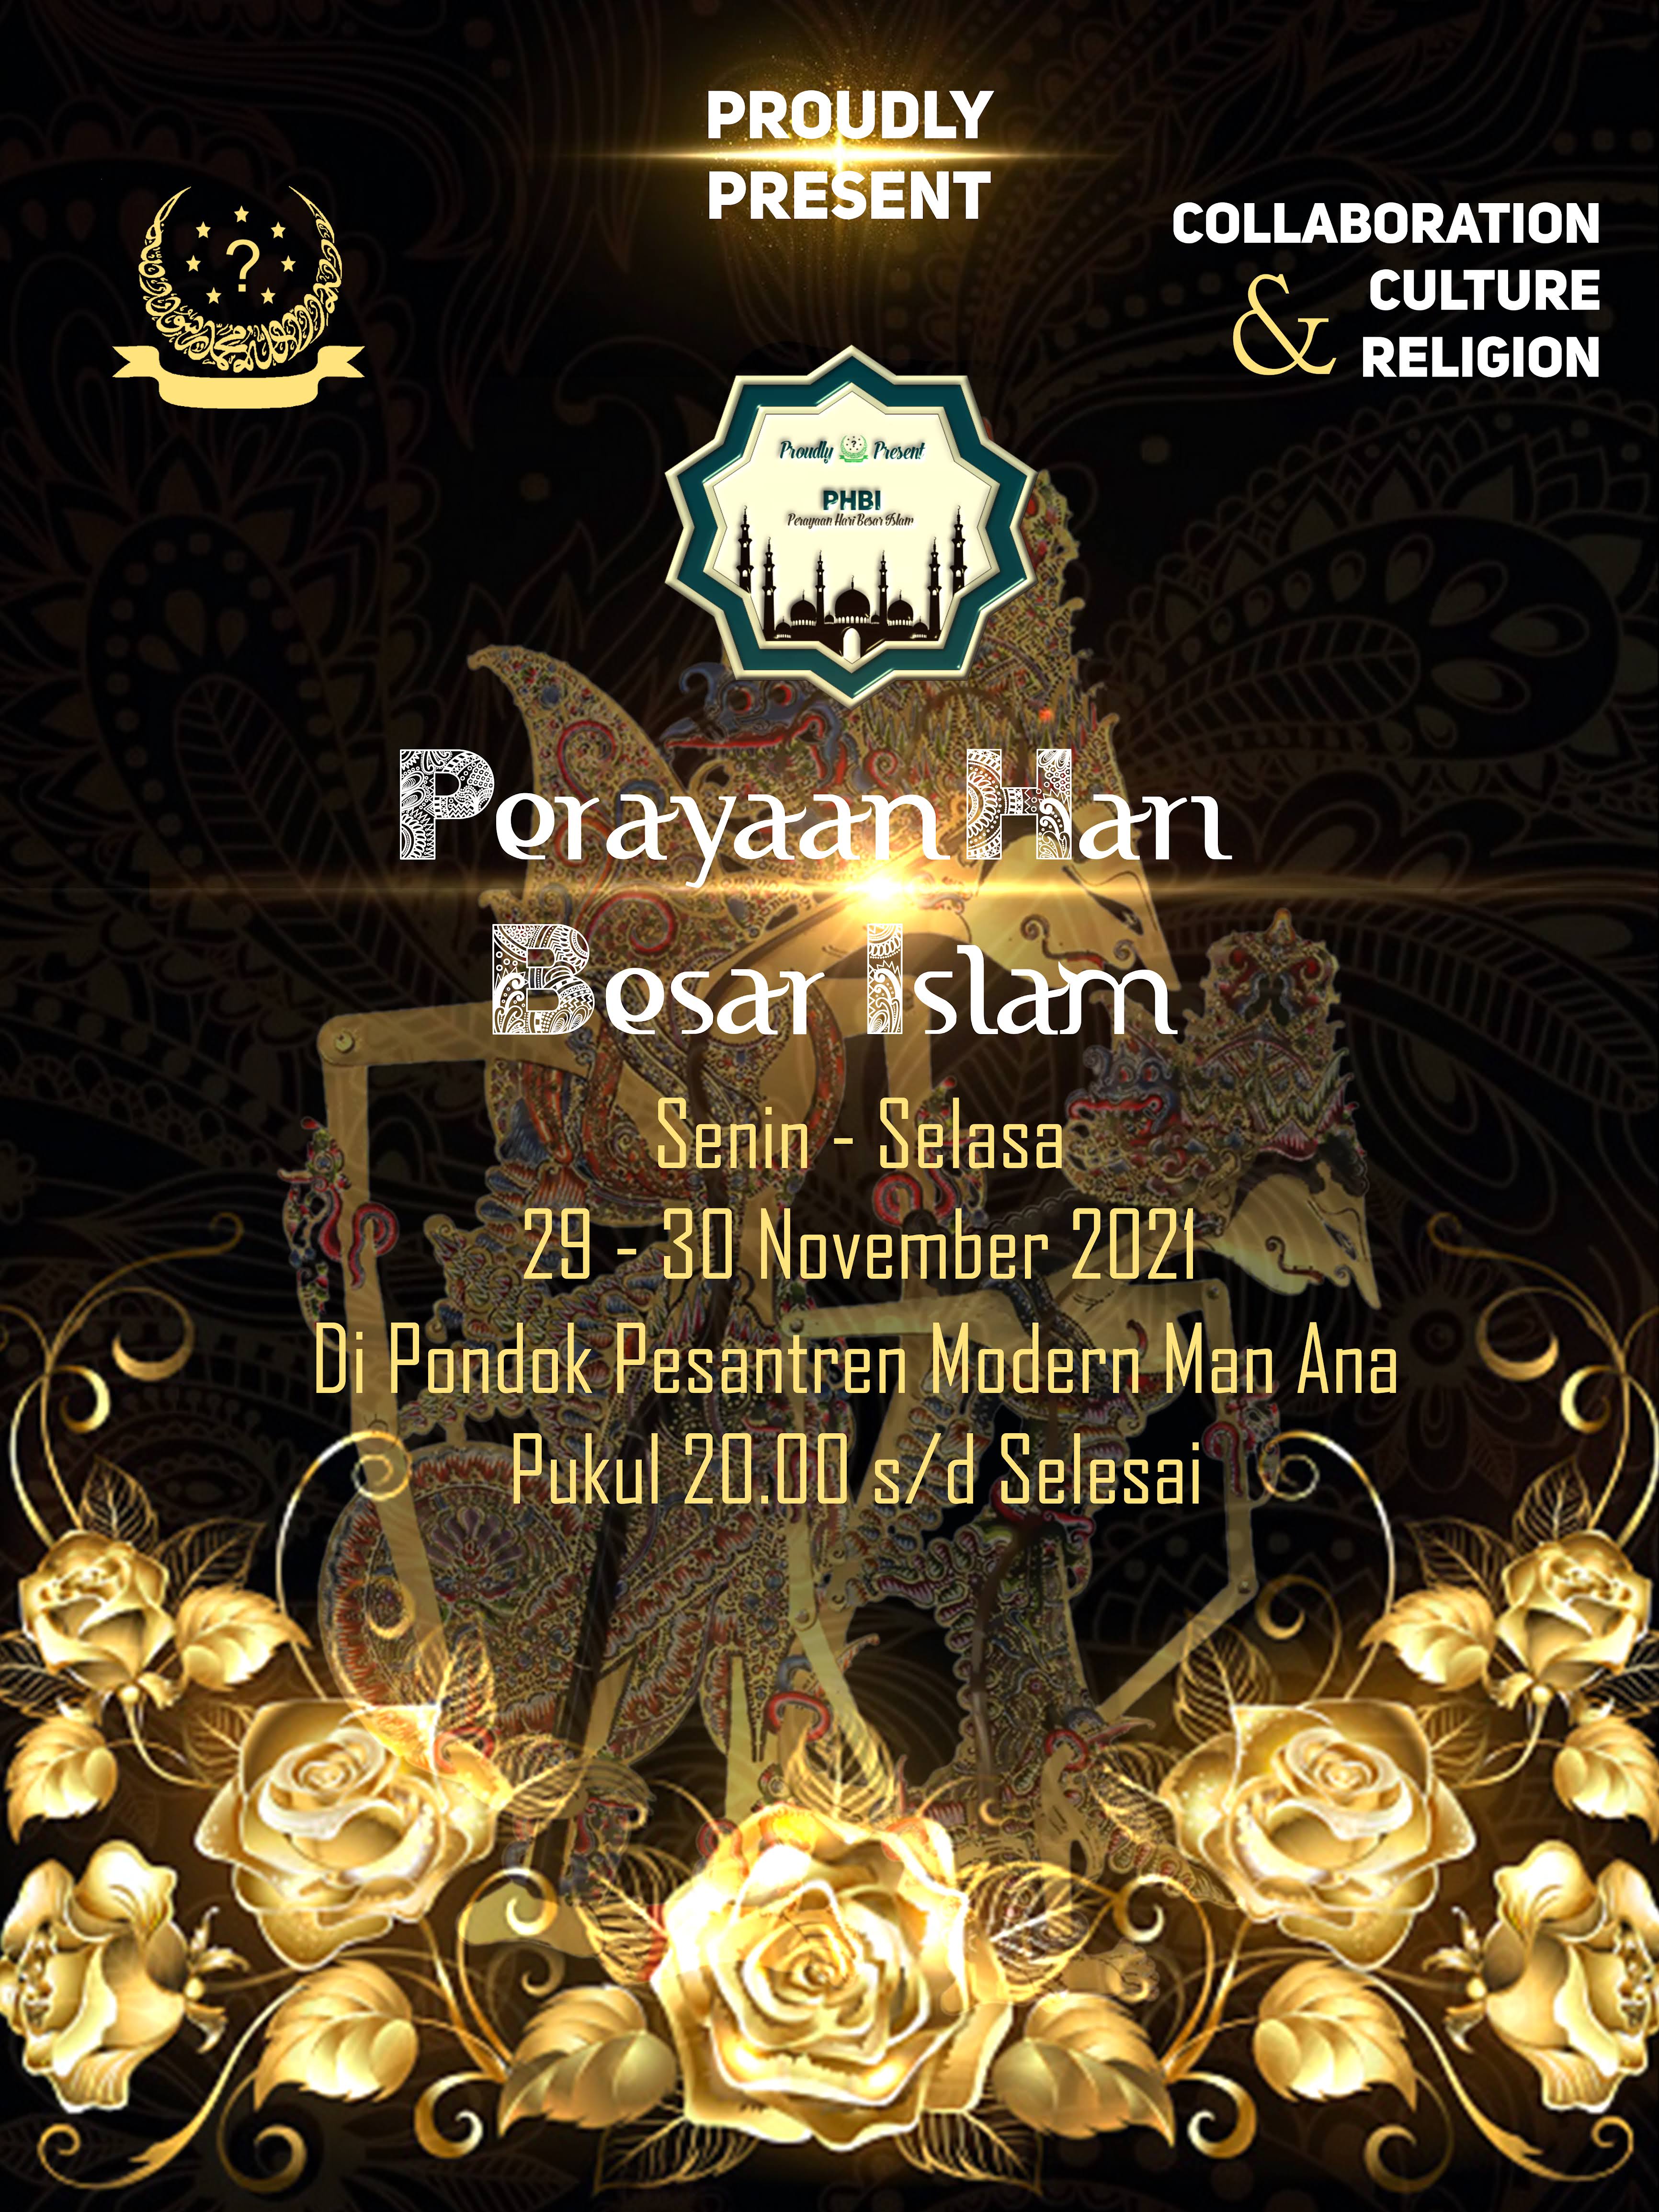 PROUDLY
PRESENT
?
COLLABORATION
CULTURE
& RELIGION
Proudly ? Present
PHBI
Perayaan Hari Besar Islam
Perayaan Hari
Besar Islam
Senin - Selasa
29 - 30 November 2021
Di Pondok Pesantren Modern Man Ana
Pukul 20.00 s/d Selesai